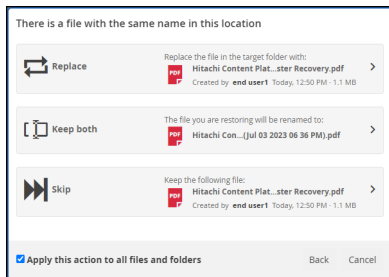 There is a file with the same name in this location
Replace
Replace the file in the target folder with:
PDF
Hitachi Content Plat...ster Recovery.pdf
Created by end user1 Today, 12:50 PM - 1.1 MB
Keep both
The file you are restoring will be renamed to:
PDF
Hitachi Con...(Jul 03 2023 06 36 PM).pdf
Skip
Keep the following file:
PDF
Hitachi Content Plat...ster Recovery.pdf
Created by end user1 Today, 12:50 PM - 1.1 MB
Apply this action to all files and folders
Back Cancel